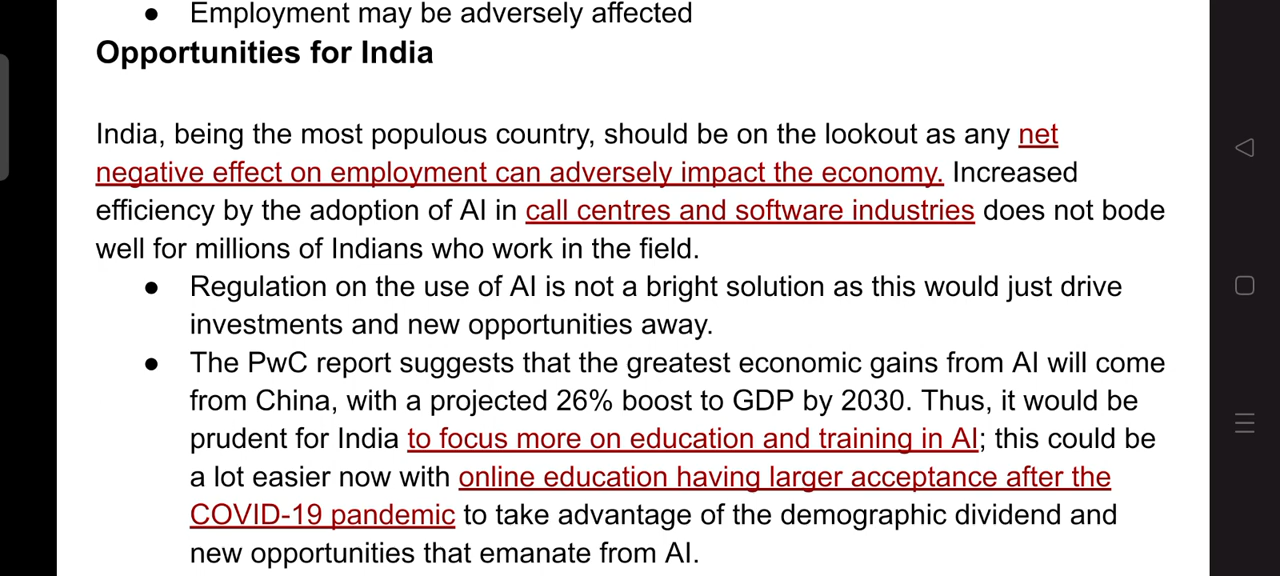 ● Employment may be adversely affected
Opportunities for India
India, being the most populous country, should be on the lookout as any net
negative effect on employment can adversely impact the economy. Increased
efficiency by the adoption of AI in call centres and software industries does not bode
well for millions of Indians who work in the field.
● Regulation on the use of AI is not a bright solution as this would just drive
investments and new opportunities away.
● The PwC report suggests that the greatest economic gains from AI will come
from China, with a projected 26% boost to GDP by 2030. Thus, it would be
prudent for India to focus more on education and training in AI; this could be
a lot easier now with online education having larger acceptance after the
COVID-19 pandemic to take advantage of the demographic dividend and
new opportunities that emanate from AI.